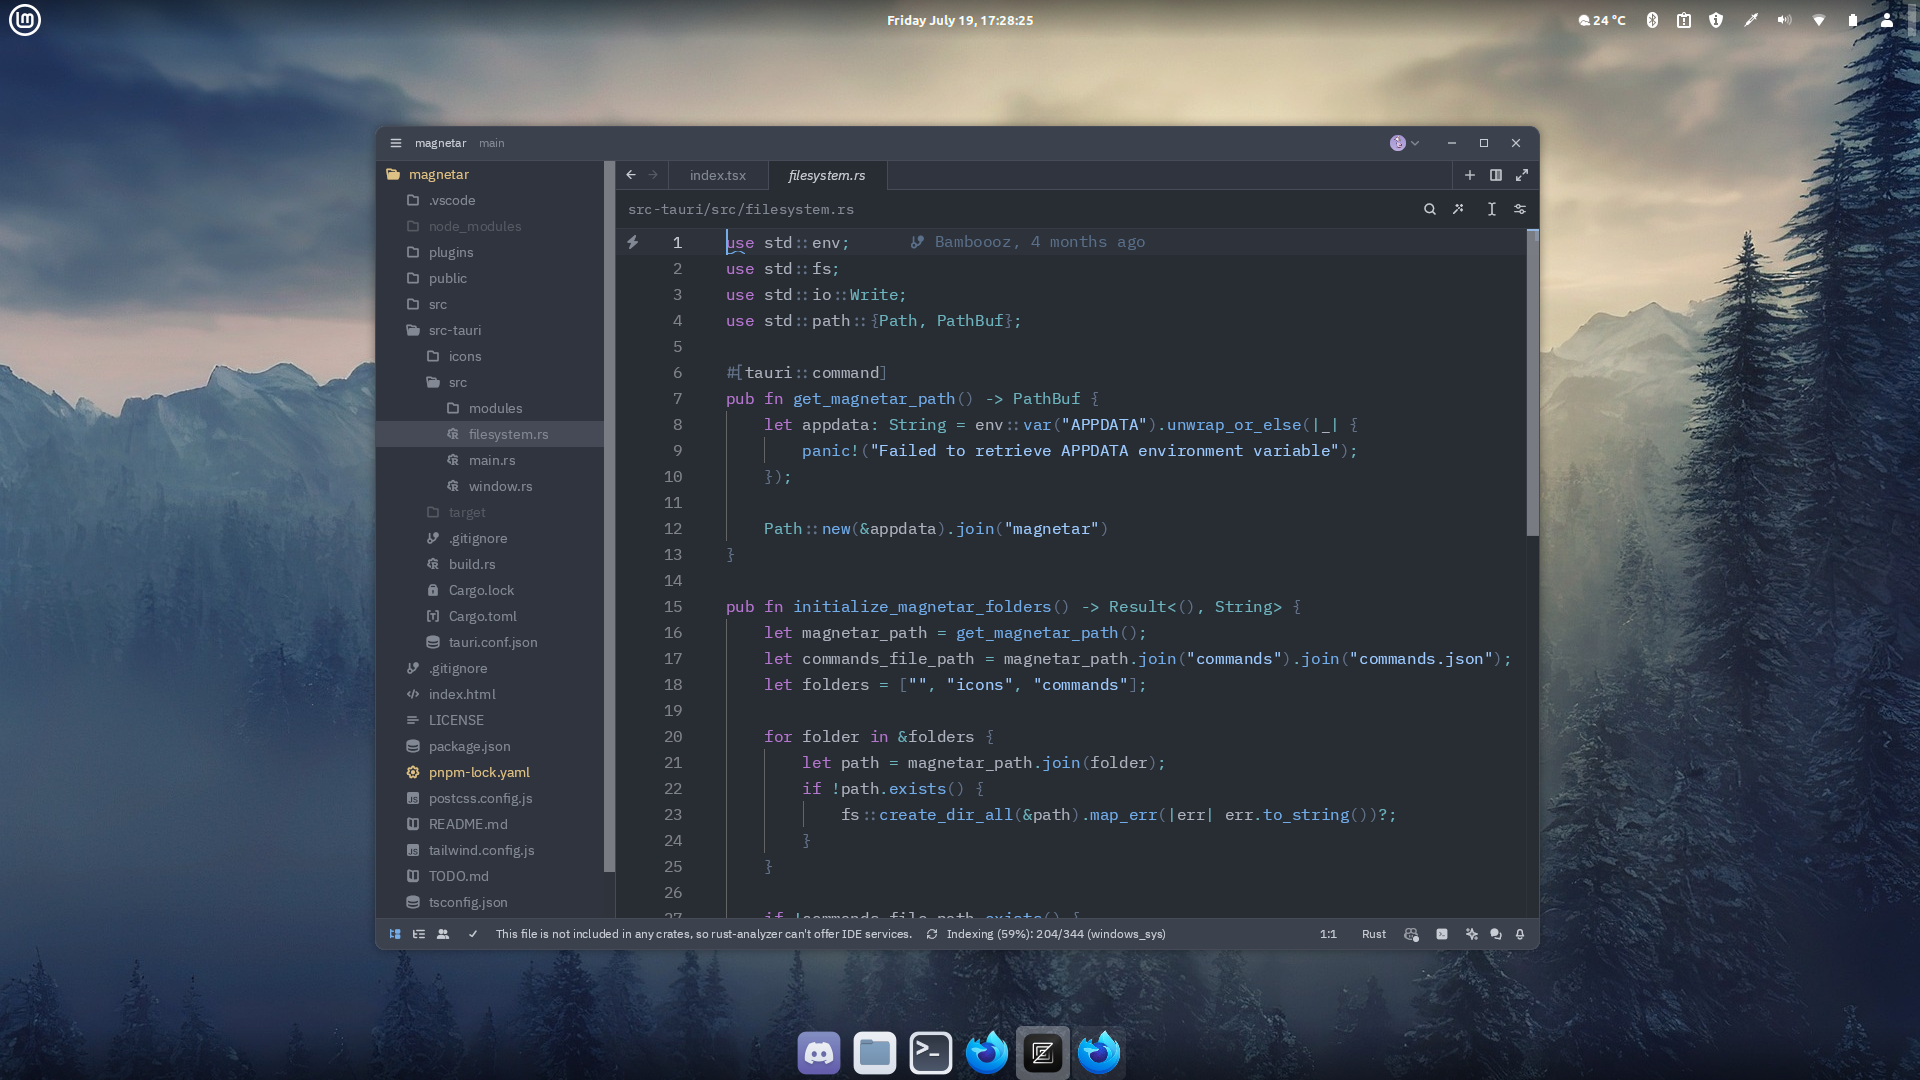 Friday July 19, 17:28:25
24 °C
magnetar main
magnetar
.vscode
node_modules
plugins
public
src
src-tauri
icons
src
modules
filesystem.rs
main.rs
window.rs
target
.gitignore
build.rs
Cargo.lock
Cargo.toml
tauri.conf.json
.gitignore
index.html
LICENSE
package.json
pnpm-lock.yaml
postcss.config.js
README.md
tailwind.config.js
TODO.md
tsconfig.json
index.tsx filesystem.rs
src-tauri/src/filesystem.rs
1 use std::env; Bamboooz, 4 months ago
2 use std::fs;
3 use std::io::Write;
4 use std::path::{Path, PathBuf};
5
6 #[tauri::command]
7 pub fn get_magnetar_path() -> PathBuf {
8 let appdata: String = env::var("APPDATA").unwrap_or_else(|_| {
9 panic!("Failed to retrieve APPDATA environment variable");
10 });
11
12 Path::new(&appdata).join("magnetar")
13 }
14
15 pub fn initialize_magnetar_folders() -> Result<(), String> {
16 let magnetar_path = get_magnetar_path();
17 let commands_file_path = magnetar_path.join("commands").join("commands.json");
18 let folders = ["", "icons", "commands"];
19
20 for folder in &folders {
21 let path = magnetar_path.join(folder);
22 if !path.exists() {
23 fs::create_dir_all(&path).map_err(|err| err.to_string())?;
24 }
25 }
26
27 if !commands_file_path.exists() {
This file is not included in any crates, so rust-analyzer can't offer IDE services. Indexing (59%): 204/344 (windows_sys) 1:1 Rust